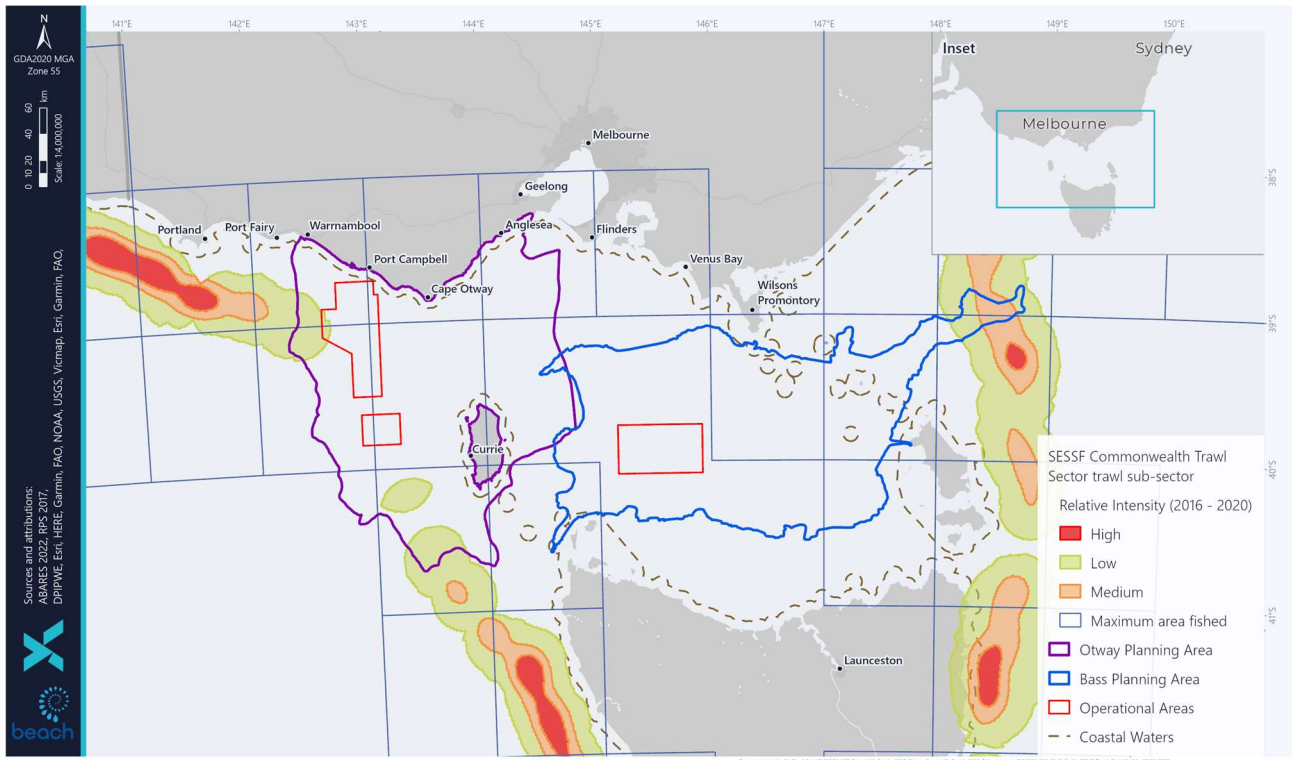 141°E
142°E
143°E
144°E
145°E
146°E
147°E
148°E
149°E
150°E
N
GDA2020 MGA
Zone 55
0 10 20 40 60
km
Scale: 1:4,000,000
Sources and attributions:
ABARES 2022, RPS 2017,
DPIPWE, Esri, HERE, Garmin, FAO, NOAA, USGS, Vicmap, Esri, Garmin, FAO,
beach
Inset
Sydney
Melbourne
Melbourne
Geelong
Portland
Port Fairy
Warrnambool
Anglesea
Flinders
Port Campbell
Cape Otway
Venus Bay
Wilsons
Promontory
Currie
Launceston
38°S
39°S
40°S
41°S
SESSF Commonwealth Trawl
Sector trawl sub-sector
Relative Intensity (2016 - 2020)
High
Low
Medium
Maximum area fished
Otway Planning Area
Bass Planning Area
Operational Areas
Coastal Waters